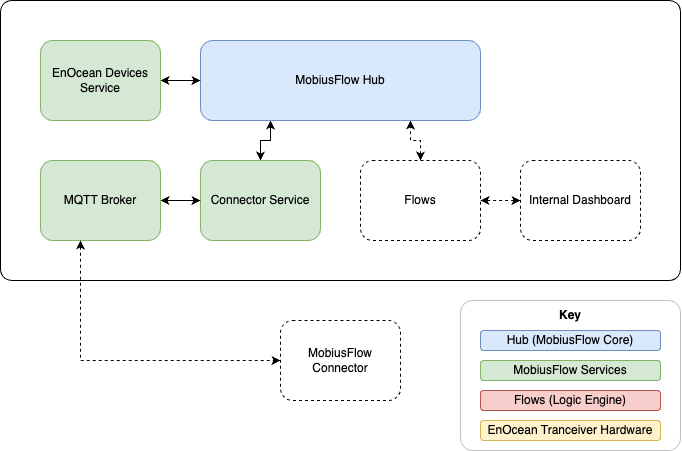 EnOcean Devices
Service
MobiusFlow Hub
MQTT Broker
Connector Service
Flows
Internal Dashboard
MobiusFlow
Connector
Key
Hub (MobiusFlow Core)
MobiusFlow Services
Flows (Logic Engine)
EnOcean Tranceiver Hardware